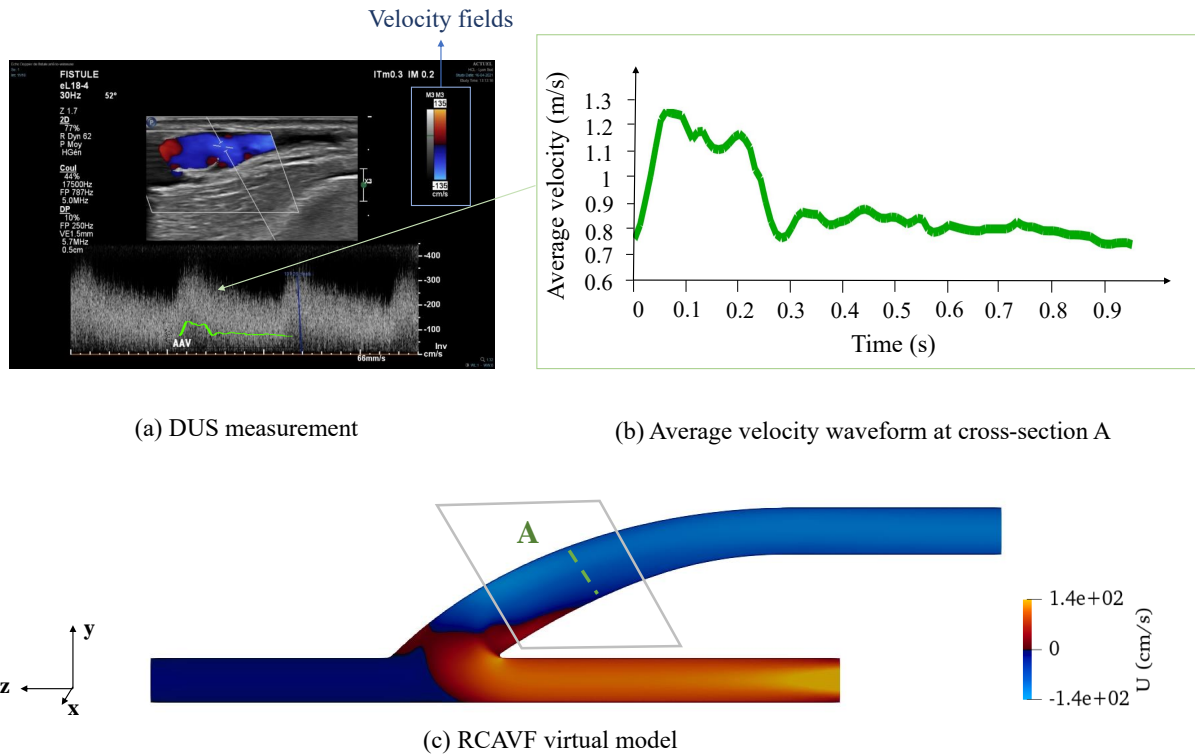 Velocity fields
FISTULE
eL18-4
30Hz 52°
Z 1.7
2D
77%
R Dyn 62
P Moy
HGén
Coul
44%
17500Hz
FP 787Hz
5.0MHz
DP
10%
FP 250Hz
VE1.5mm
5.7MHz
0.5cm
ITm0.3 IM 0.2
M3 M3
135
-135
cm/s
X3
-400
-300
-200
-100
Inv
cm/s
AAV
66mm/s
Average velocity (m/s)
1.3
1.2
1.1
1
0.9
0.8
0.7
0.6
0 0.1 0.2 0.3 0.4 0.5 0.6 0.7 0.8 0.9
Time (s)
(a) DUS measurement
(b) Average velocity waveform at cross-section A
A
y
z
x
1.4e+02
0
-1.4e+02
U (cm/s)
(c) RCAVF virtual model